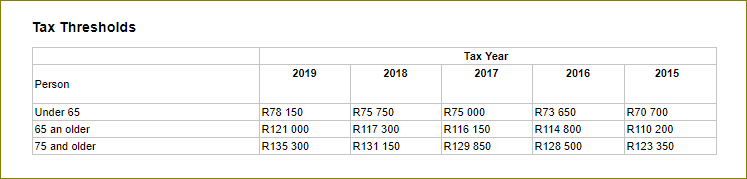 Tax Thresholds
Tax Year
Person 2019 2018 2017 2016 2015
Under 65 R78 150 R75 750 R75 000 R73 650 R70 700
65 an older R121 000 R117 300 R116 150 R114 800 R110 200
75 and older R135 300 R131 150 R129 850 R128 500 R123 350